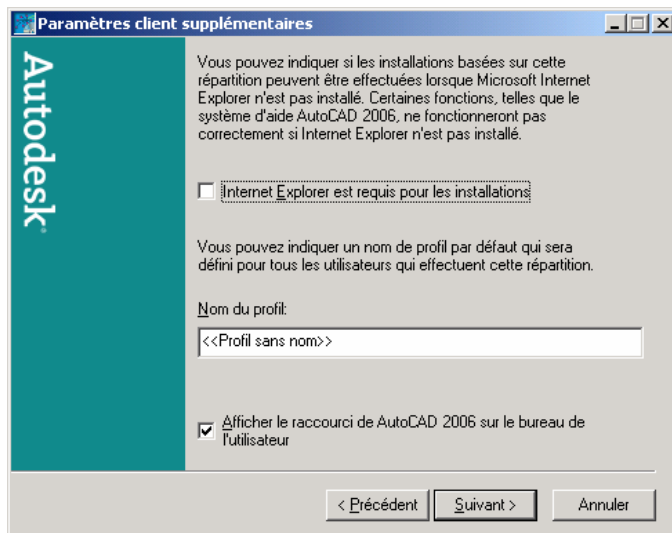 Paramètres client supplémentaires
Autodesk
Vous pouvez indiquer si les installations basées sur cette
répartition peuvent être effectuées lorsque Microsoft Internet
Explorer n'est pas installé. Certaines fonctions, telles que le
système d'aide AutoCAD 2006, ne fonctionneront pas
correctement si Internet Explorer n'est pas installé.
Internet Explorer est requis pour les installations
Vous pouvez indiquer un nom de profil par défaut qui sera
défini pour tous les utilisateurs qui effectuent cette répartition.
Nom du profil:
<<Profil sans nom>>
Afficher le raccourci de AutoCAD 2006 sur le bureau de
l'utilisateur
< Précédent
Suivant >
Annuler